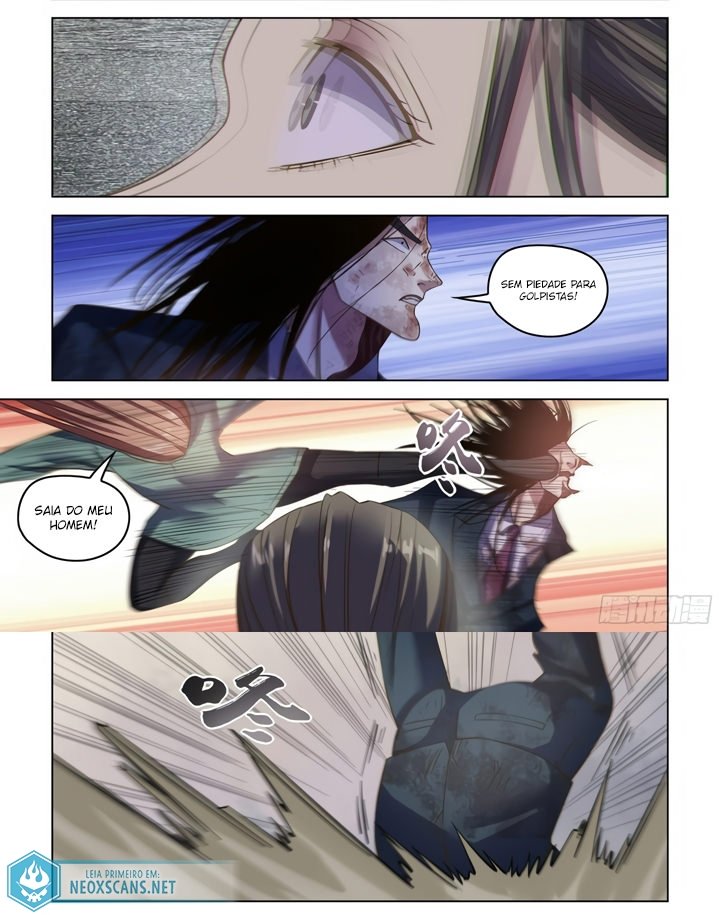 SEM PIEDADE PARA
GOLPISTAS!
咚
SAIA DO MEU
HOMEM!
腾讯动漫
咚
LEIA PRIMEIRO EM:
NEOXSCANS.NET